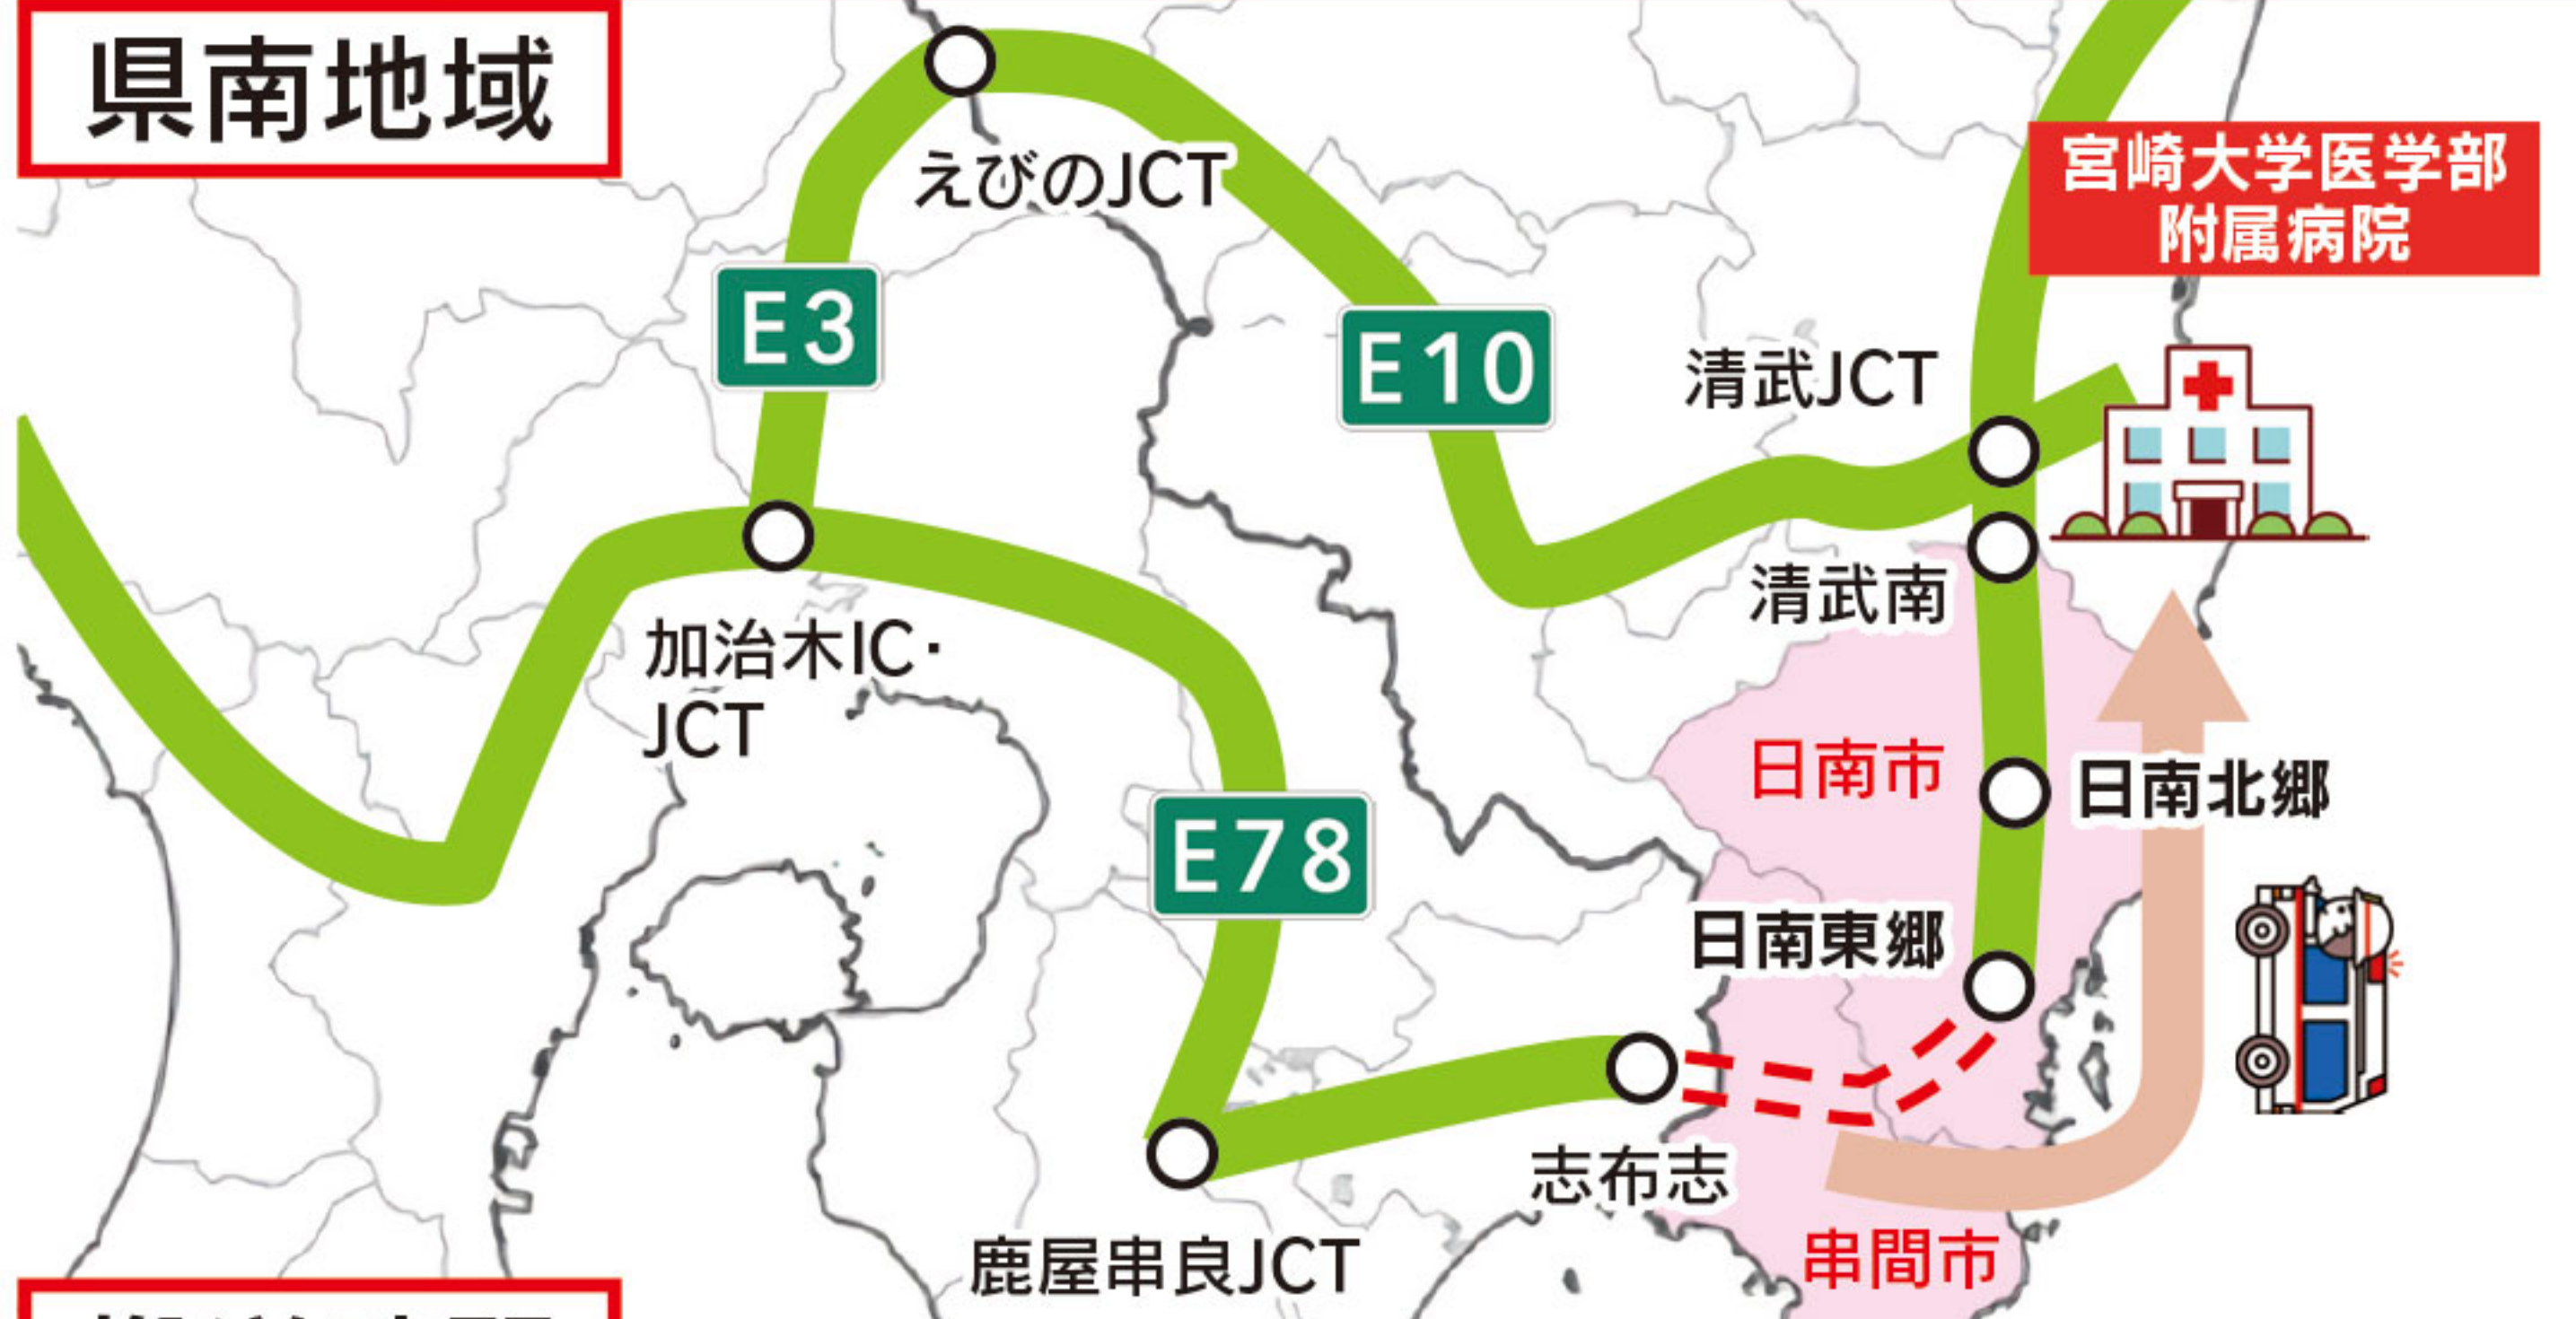 県南地域
えびのJCT
宮崎大学医学部
附属病院
E3
E10
清武JCT
清武南
加治木IC・
JCT
日南市
日南北郷
E78
日南東郷
志布志
鹿屋串良JCT
串間市